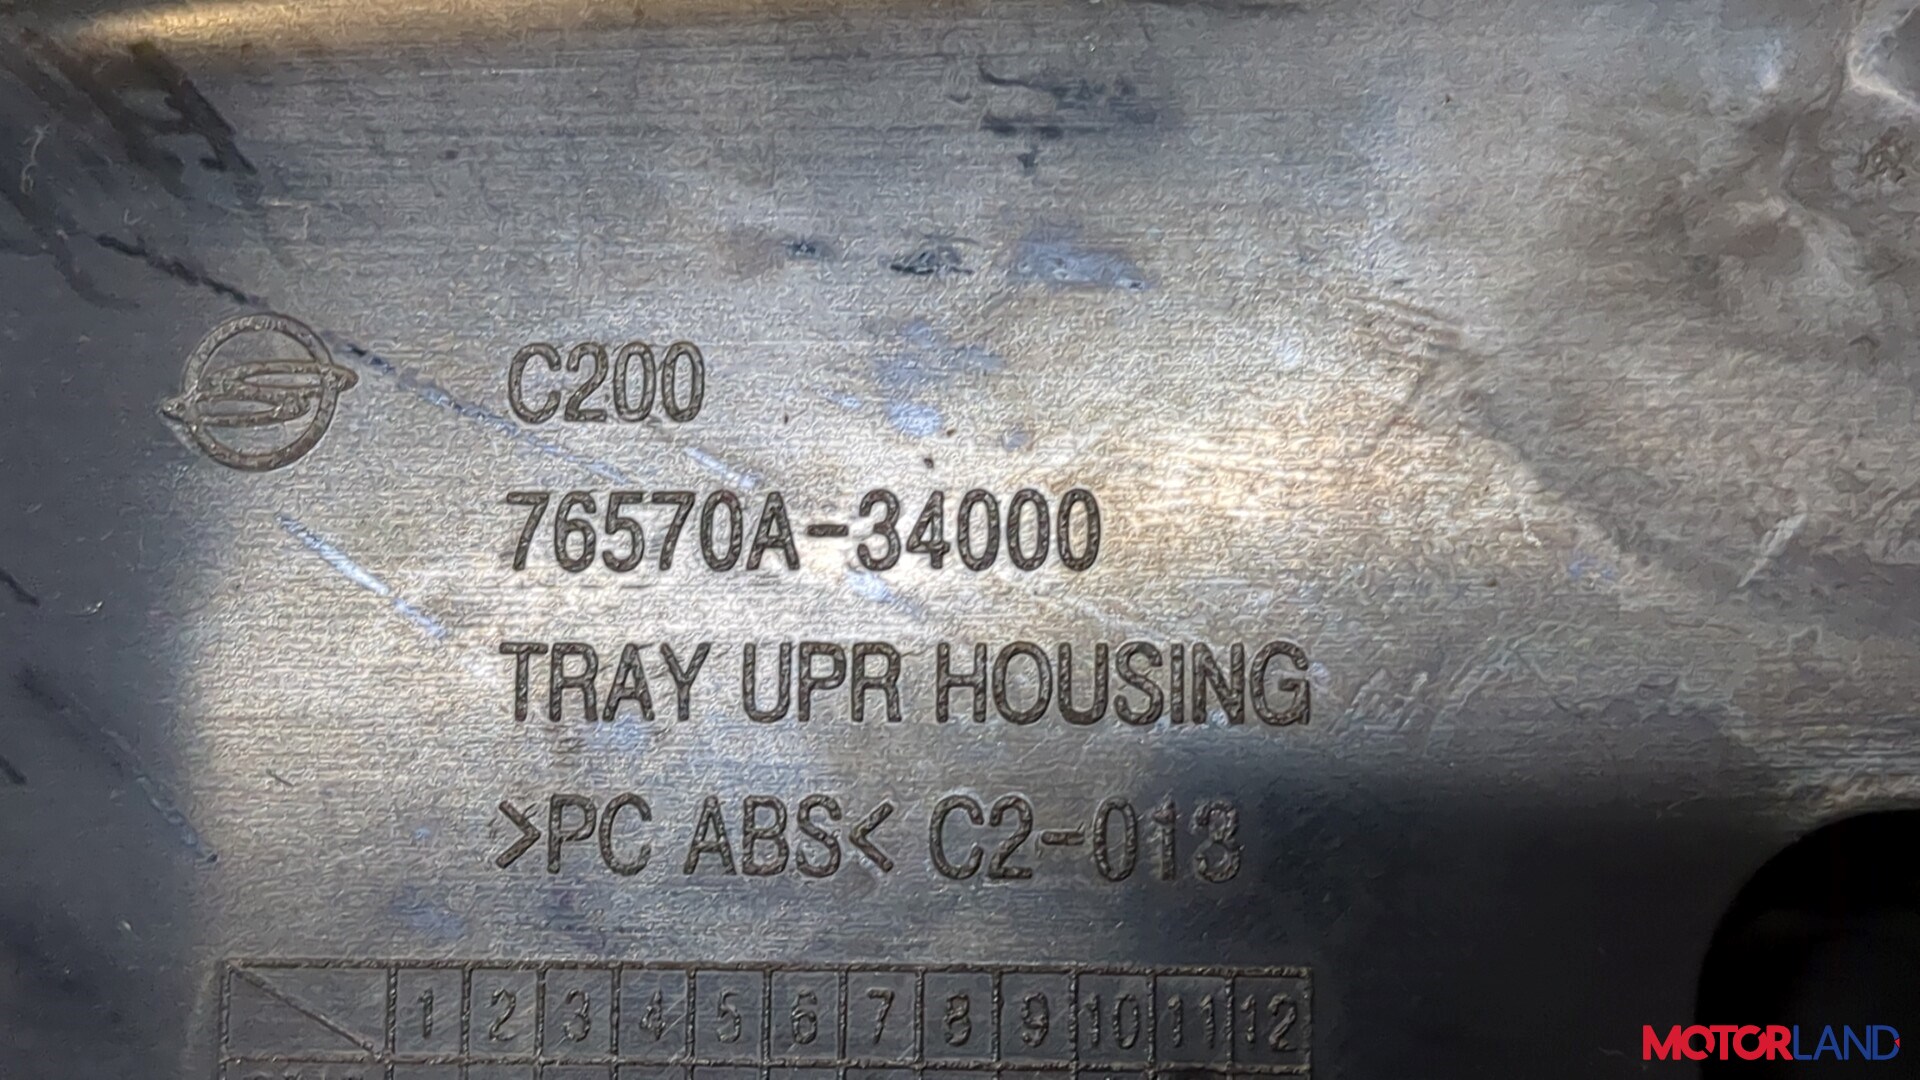 C200
76570A-34000
TRAY UPR HOUSING
>PC ABS< C2-013
1 2 3 4 5 6 7 8 9 10 11 12
MOTORLAND